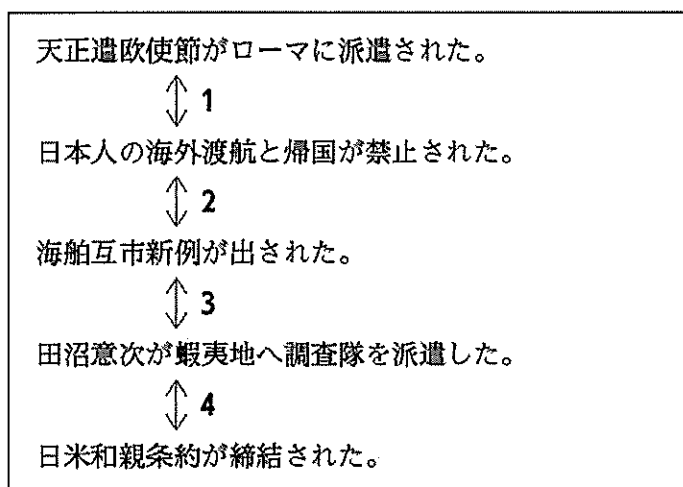 天正遣欧使節がローマに派遣された。
1
日本人の海外渡航と帰国が禁止された。
2
海舶互市新例が出された。
3
田沼意次が蝦夷地へ調査隊を派遣した。
4
日米和親条約が締結された。